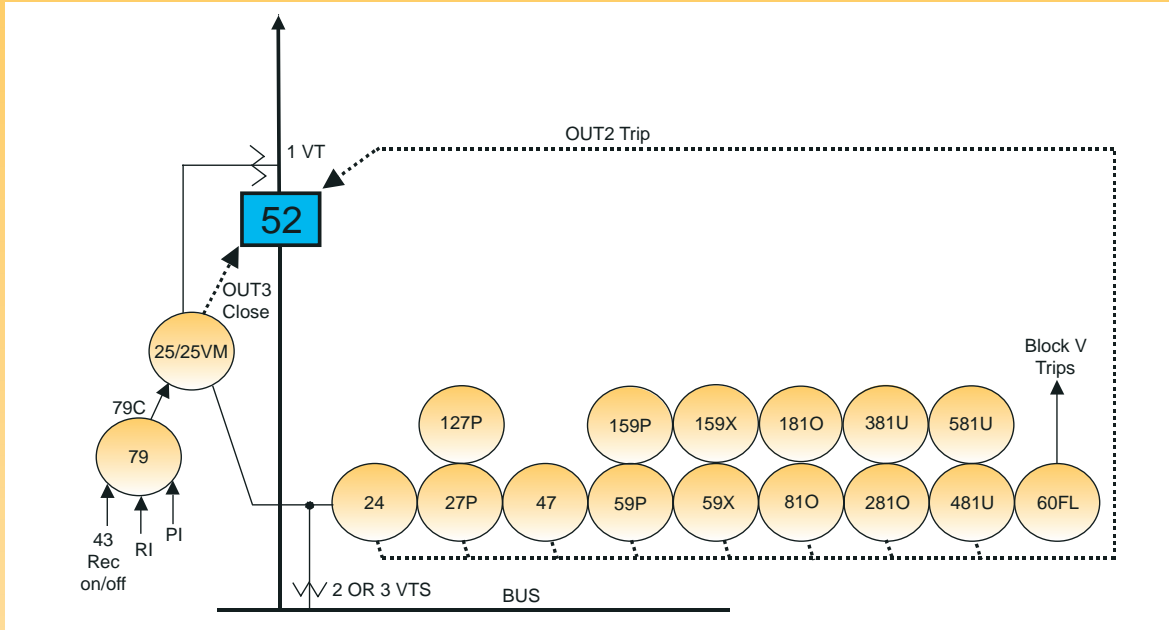 OUT2 Trip
1 VT
52
OUT3
Close
25/25VM
Block V
Trips
79C
79
127P
159P
159X
181O
381U
581U
24
27P
47
59P
59X
81O
281O
481U
60FL
43
Rec
on/off
RI
PI
2 OR 3 VTS
BUS